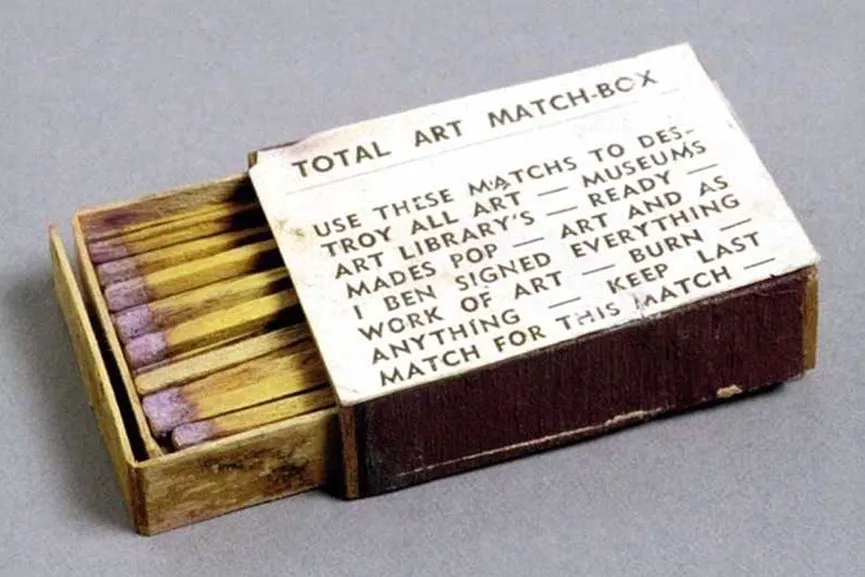 TOTAL ART MATCH-BOX
USE THESE MATCHS TO DES-
TROY ALL ART — MUSEUMS
ART LIBRARY'S — READY —
MADES POP — ART AND AS
I BEN SIGNED EVERYTHING
WORK OF ART — BURN —
ANYTHING — KEEP LAST
MATCH FOR THIS MATCH —